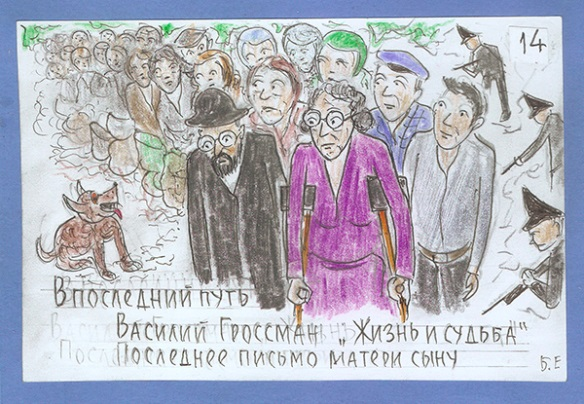 14
В последний путь
Василий Гроссман „Жизнь и судьба"
Последнее письмо матери сыну
Б.Е